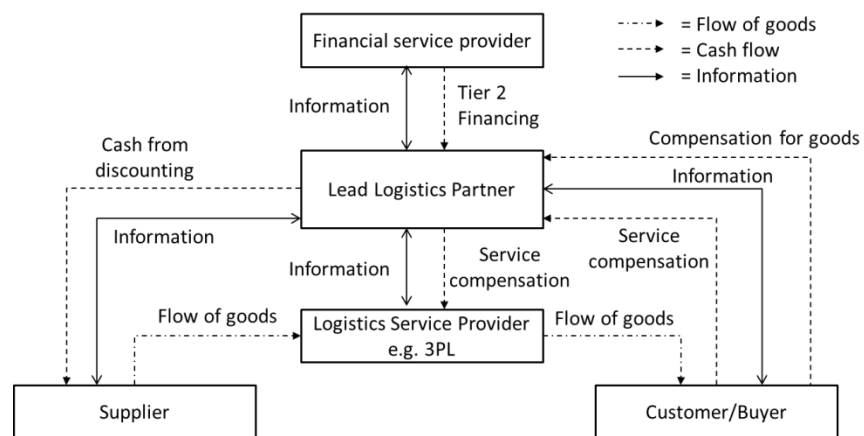 Financial service provider
= Flow of goods
= Cash flow
= Information
Information
Tier 2
Financing
Cash from
discounting
Compensation for goods
Lead Logistics Partner
Information
Information
Information
Service
compensation
Service
compensation
Flow of goods
Logistics Service Provider
e.g. 3PL
Flow of goods
Supplier
Customer/Buyer